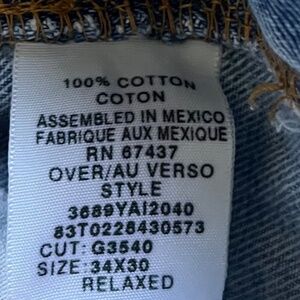 100% COTTON
COTON
ASSEMBLED IN MEXICO
FABRIQUE AUX MEXIQUE
RN 67437
OVER/AU VERSO
STYLE
3689YAI2040
83T0228430573
CUT: G3540
SIZE: 34X30
RELAXED